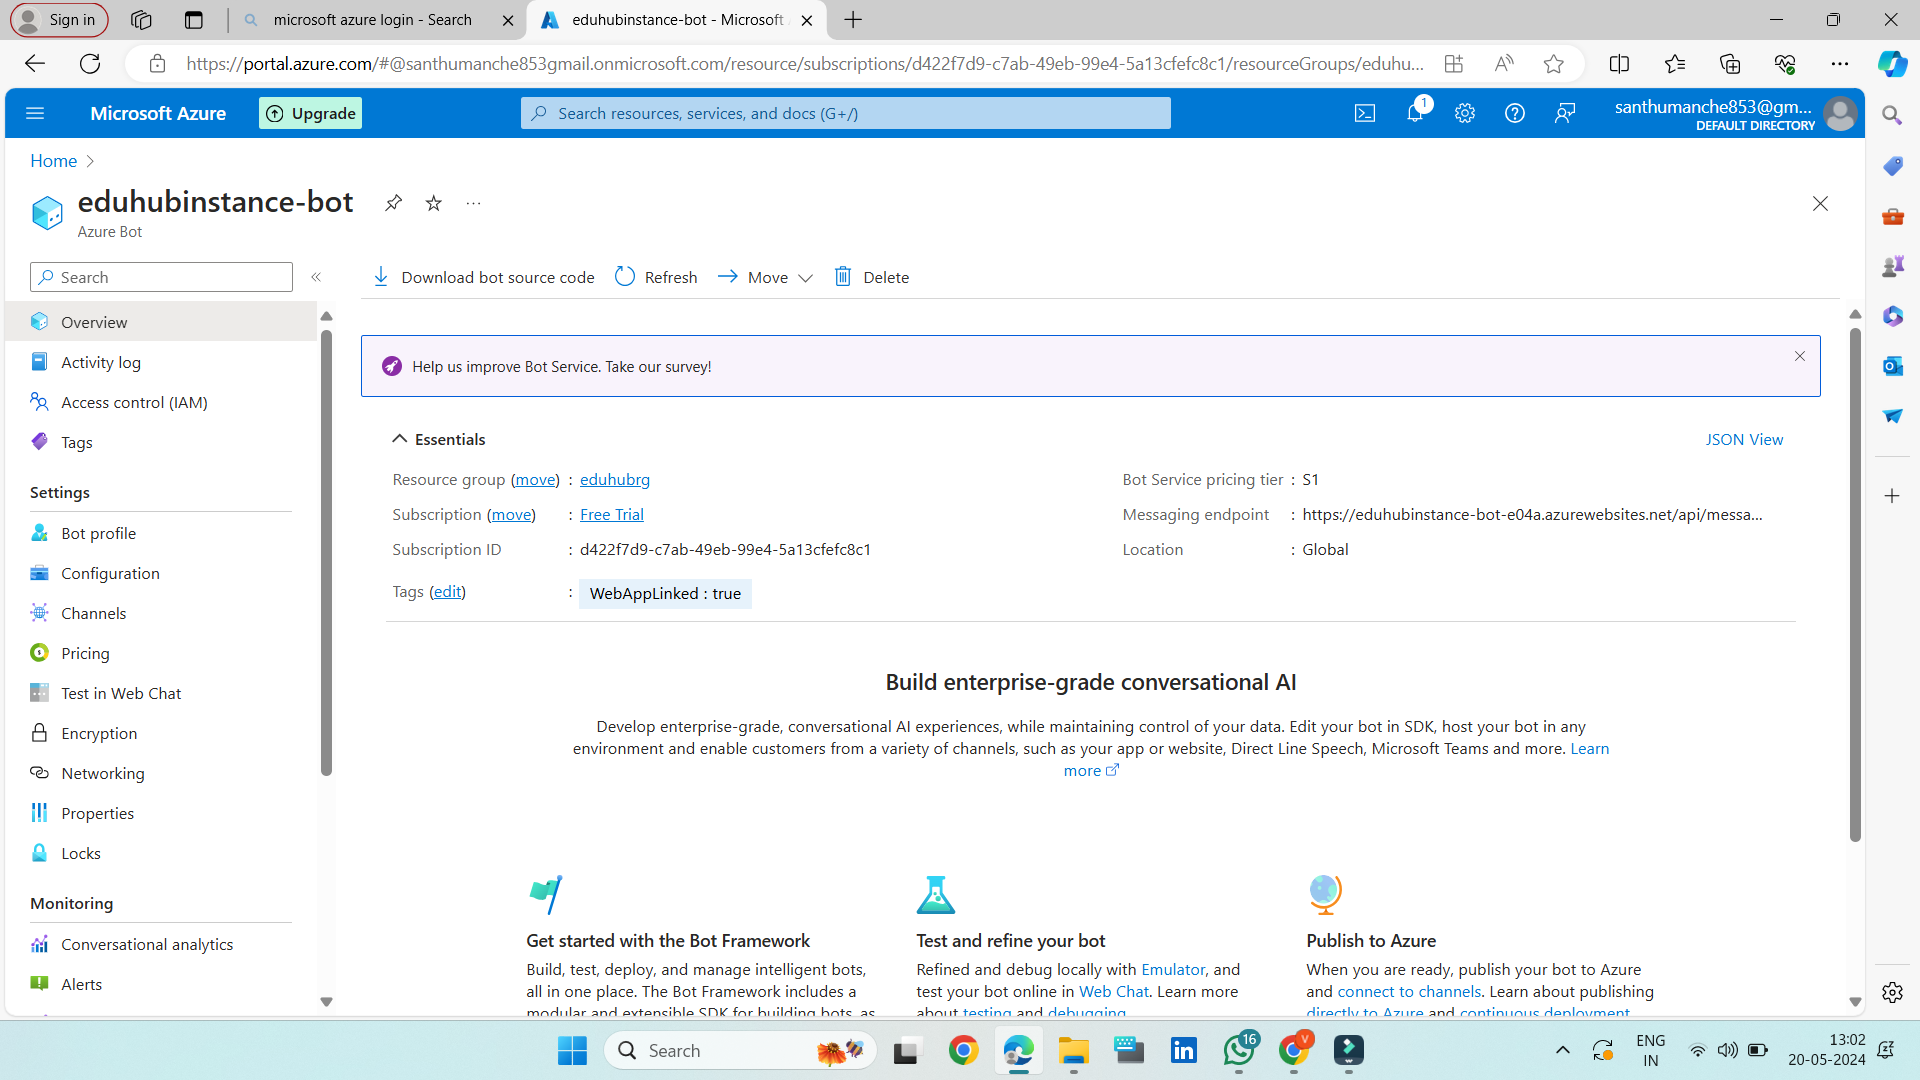 Sign in
microsoft azure login - Search
eduhubinstance-bot - Microsoft
https://portal.azure.com/#@santhumanche853gmail.onmicrosoft.com/resource/subscriptions/d422f7d9-c7ab-49eb-99e4-5a13cfefc8c1/resourceGroups/eduhu...
Microsoft Azure
Upgrade
Search resources, services, and docs (G+/)
1
santhumanche853@gm...
DEFAULT DIRECTORY
Home
eduhubinstance-bot
Azure Bot
Search
Download bot source code
Refresh
Move
Delete
Overview
Activity log
Access control (IAM)
Tags
Settings
Bot profile
Configuration
Channels
Pricing
Test in Web Chat
Encryption
Networking
Properties
Locks
Monitoring
Conversational analytics
Alerts
Help us improve Bot Service. Take our survey!
Essentials
JSON View
Resource group (move) : eduhubrg
Subscription (move) : Free Trial
Subscription ID : d422f7d9-c7ab-49eb-99e4-5a13cfefc8c1
Tags (edit) : WebAppLinked : true
Bot Service pricing tier : S1
Messaging endpoint : https://eduhubinstance-bot-e04a.azurewebsites.net/api/messa...
Location : Global
Build enterprise-grade conversational AI
Develop enterprise-grade, conversational AI experiences, while maintaining control of your data. Edit your bot in SDK, host your bot in any
environment and enable customers from a variety of channels, such as your app or website, Direct Line Speech, Microsoft Teams and more. Learn
more
Get started with the Bot Framework
Build, test, deploy, and manage intelligent bots,
all in one place. The Bot Framework includes a
modular and extensible SDK for building bots, as
Test and refine your bot
Refined and debug locally with Emulator, and
test your bot online in Web Chat. Learn more
about testing and debugging.
Publish to Azure
When you are ready, publish your bot to Azure
and connect to channels. Learn about publishing
directly to Azure and continuous deployment
Search
16
V
ENG
IN
13:02
20-05-2024